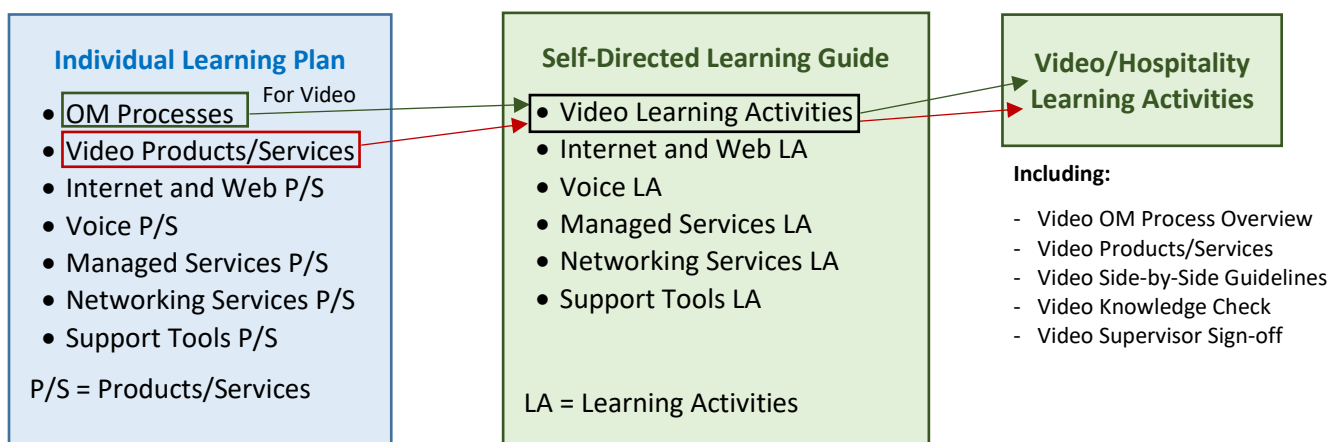 Individual Learning Plan
• OM Processes
For Video
• Video Products/Services
• Internet and Web P/S
• Voice P/S
• Managed Services P/S
• Networking Services P/S
• Support Tools P/S
P/S = Products/Services
Self-Directed Learning Guide
• Video Learning Activities
• Internet and Web LA
• Voice LA
• Managed Services LA
• Networking Services LA
• Support Tools LA
LA = Learning Activities
Video/Hospitality
Learning Activities
Including:
- Video OM Process Overview
- Video Products/Services
- Video Side-by-Side Guidelines
- Video Knowledge Check
- Video Supervisor Sign-off